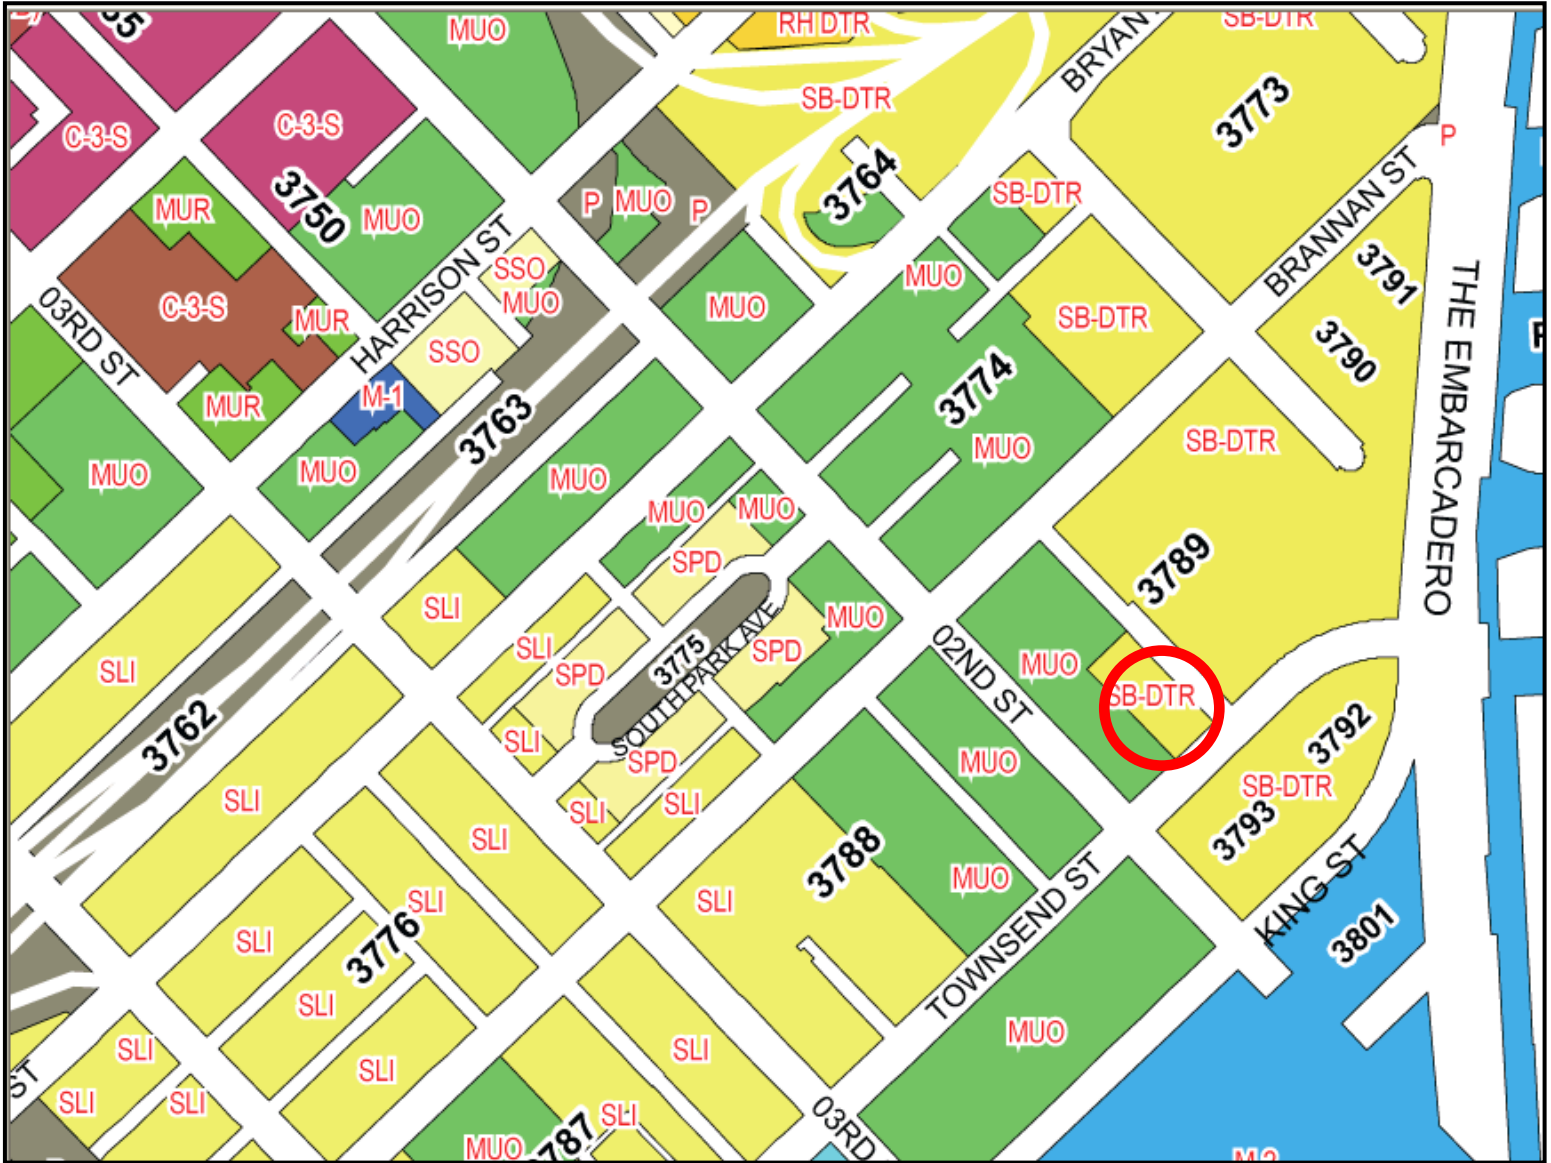 MUO
RH DTR
SB-DTR
BRYAN
SB-DTR
C-3-S
C-3-S
3773
3764
P
MUR
3750
MUO
HARRISON ST
P
MUO
P
SB-DTR
BRANNAN ST
SSO
MUO
MUO
MUO
3791
THE EMBARCADERO
03RD ST
C-3-S
MUR
SSO
SB-DTR
3790
M-1
MUR
3763
3774
MUO
MUO
MUO
MUO
SB-DTR
MUO
MUO
SPD
3789
SLI
SLI
SPD
3775
SOUTH PARK AVE
SPD
MUO
02ND ST
MUO
SB-DTR
SLI
3762
SLI
SPD
SLI
SLI
MUO
3792
SB-DTR
3793
SLI
SLI
3788
MUO
SLI
SLI
TOWNSEND ST
KING ST
3801
SLI
3776
SLI
MUO
SLI
SLI
SLI
ST
SLI
SLI
SLI
MUO
3787
03RD